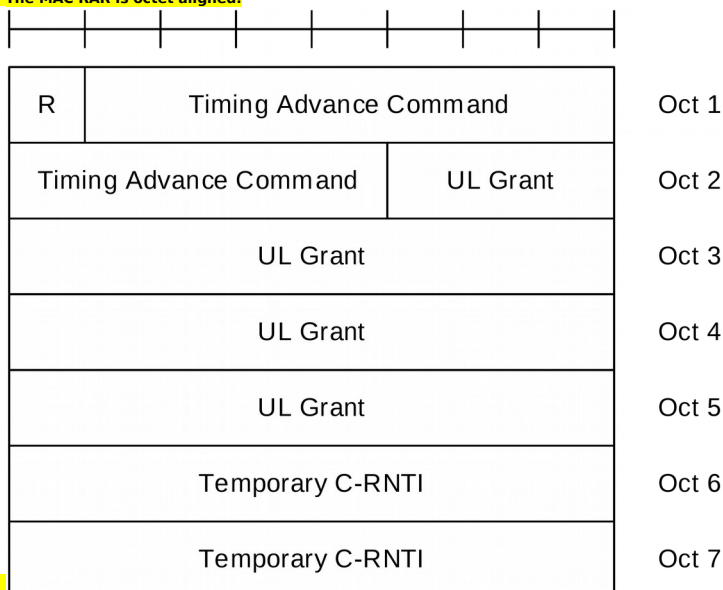 The MAC RAR is octet aligned.
R Timing Advance Command Oct 1
Timing Advance Command UL Grant Oct 2
UL Grant Oct 3
UL Grant Oct 4
UL Grant Oct 5
Temporary C-RNTI Oct 6
Temporary C-RNTI Oct 7